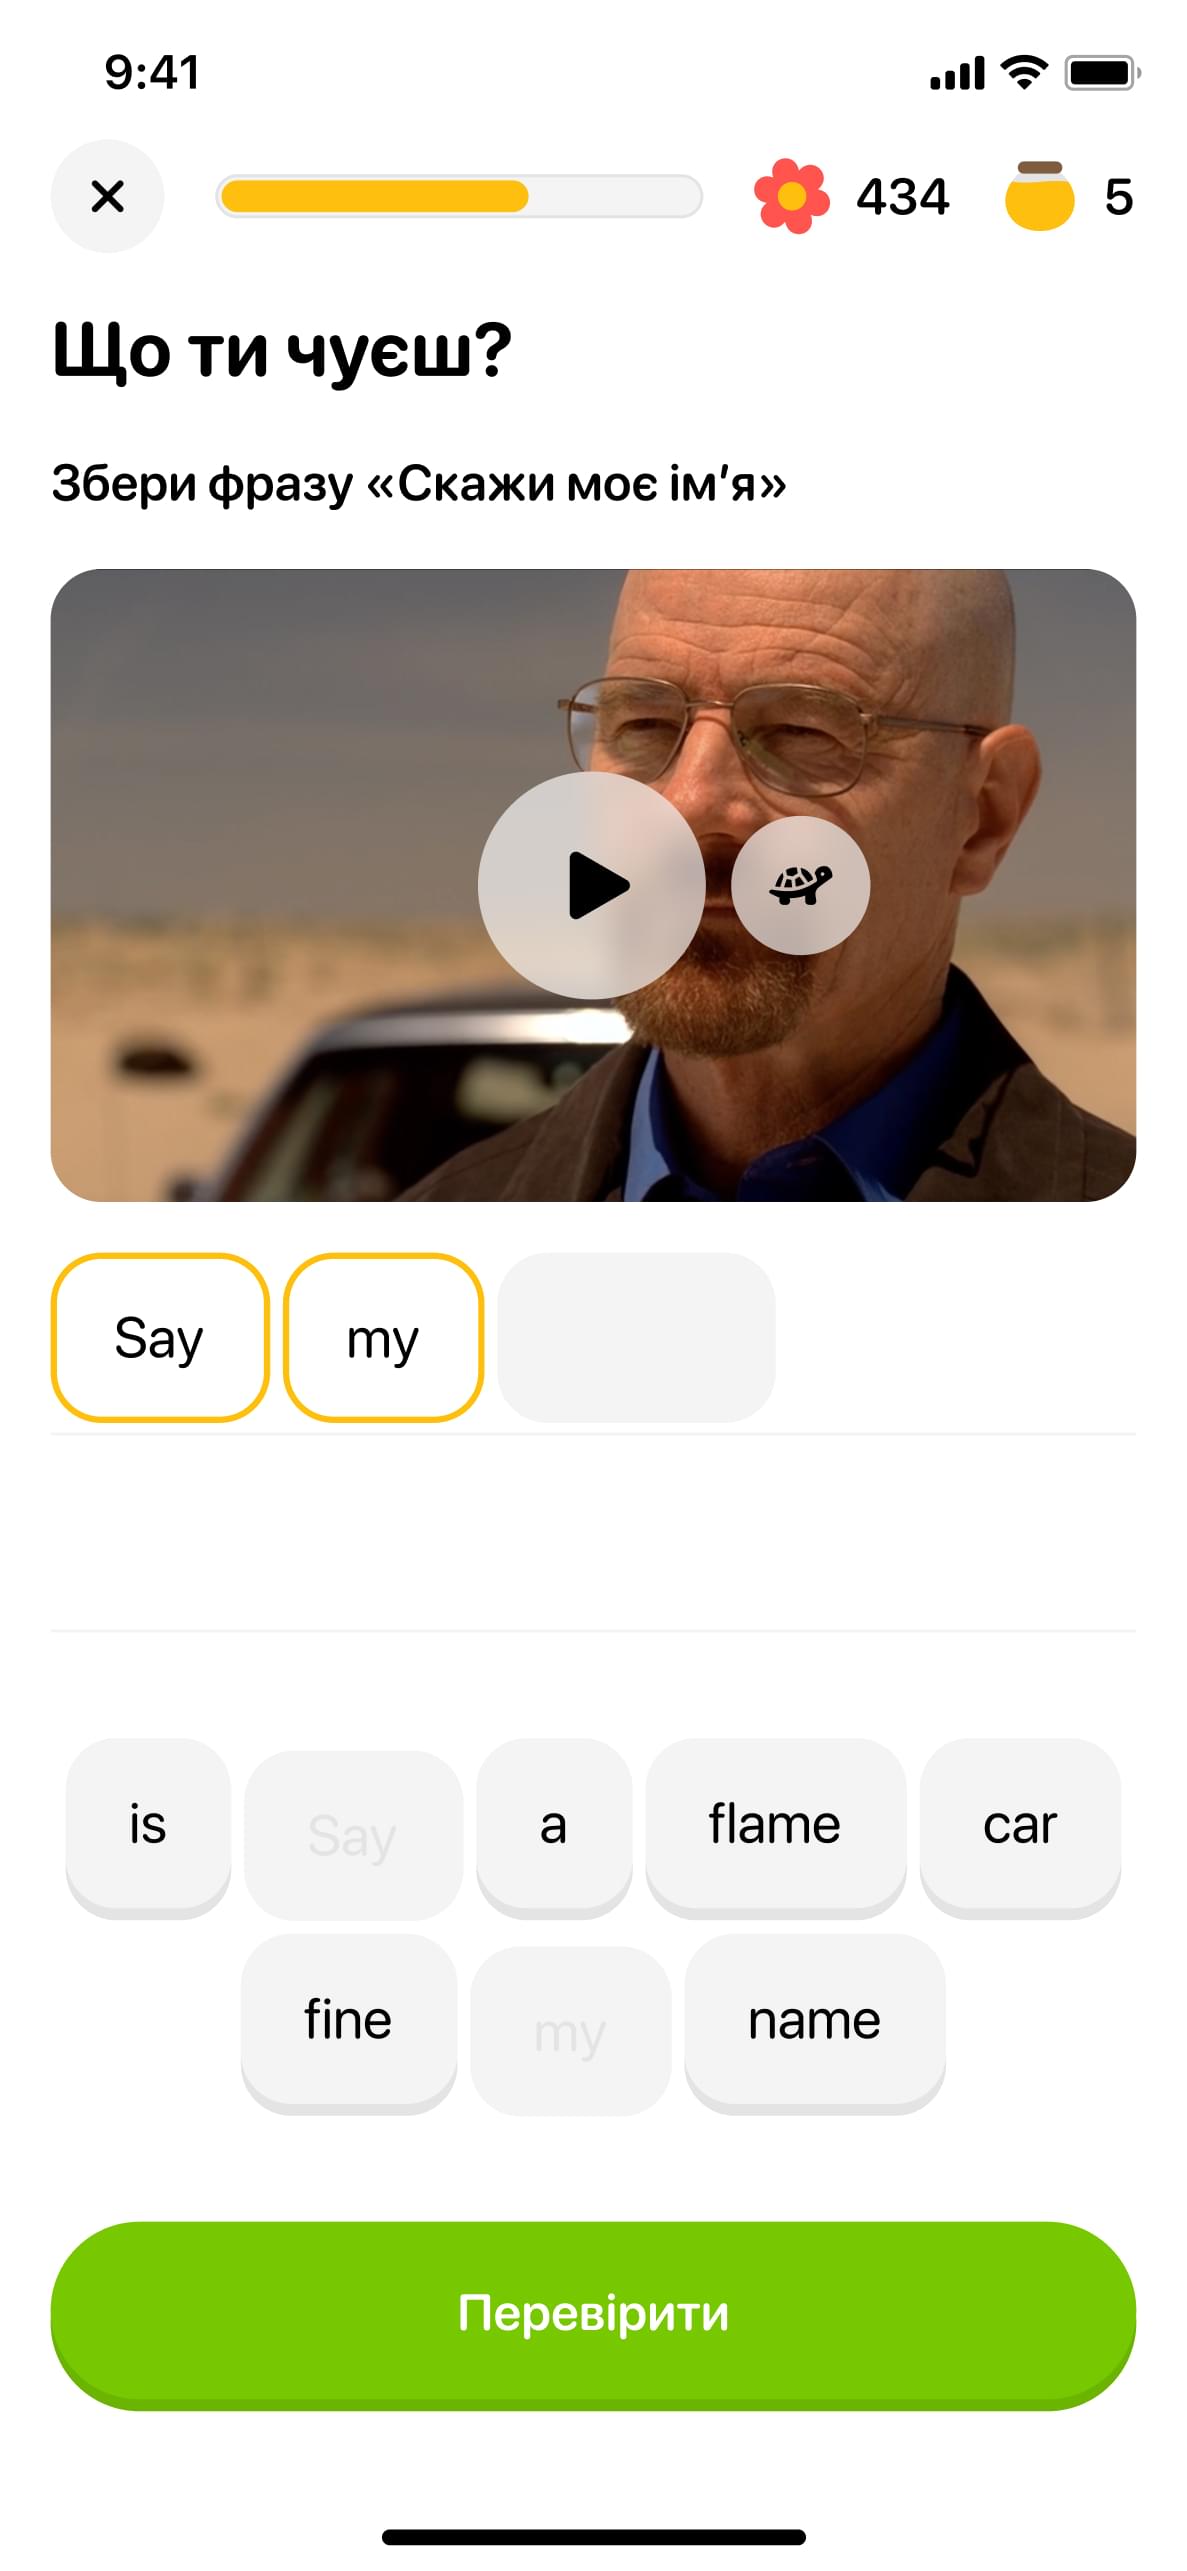 9:41
434 5
Що ти чуєш?
Збери фразу «Скажи моє ім'я»
Say my
is Say a flame car
fine my name
Перевірити